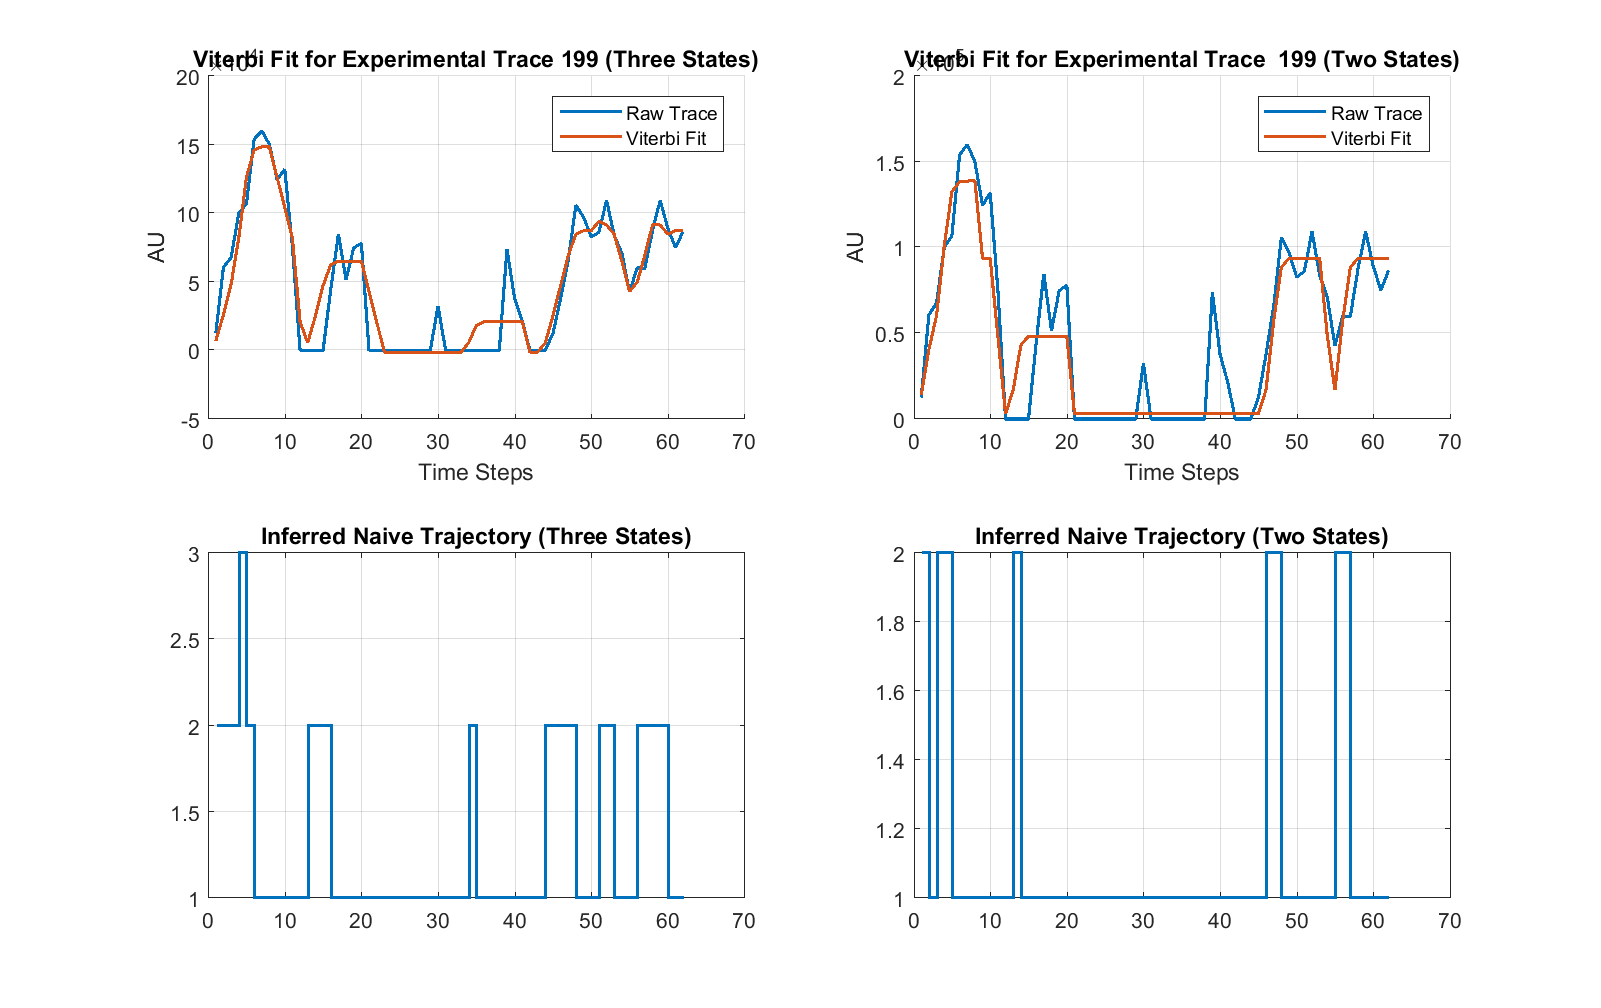 Viterbi Fit for Experimental Trace 199 (Three States)
20
15
10
5
0
-5
AU
Raw Trace
Viterbi Fit
0 10 20 30 40 50 60 70
Time Steps
Viterbi Fit for Experimental Trace 199 (Two States)
2
1.5
1
0.5
0
AU
Raw Trace
Viterbi Fit
0 10 20 30 40 50 60 70
Time Steps
Inferred Naive Trajectory (Three States)
3
2.5
2
1.5
1
0 10 20 30 40 50 60 70
Inferred Naive Trajectory (Two States)
2
1.8
1.6
1.4
1.2
1
0 10 20 30 40 50 60 70